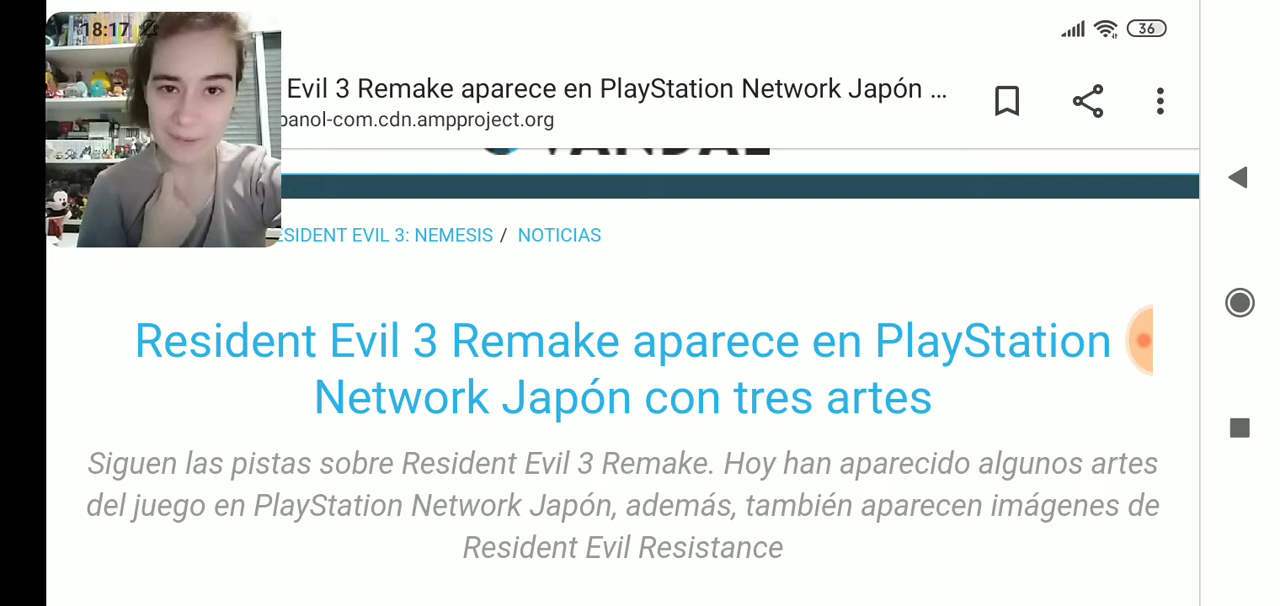 18:17
36
Evil 3 Remake aparece en PlayStation Network Japón ...
panol-com.cdn.ampproject.org
VANDAL
ESIDENT EVIL 3: NEMESIS / NOTICIAS
Resident Evil 3 Remake aparece en PlayStation
Network Japón con tres artes
Siguen las pistas sobre Resident Evil 3 Remake. Hoy han aparecido algunos artes
del juego en PlayStation Network Japón, además, también aparecen imágenes de
Resident Evil Resistance